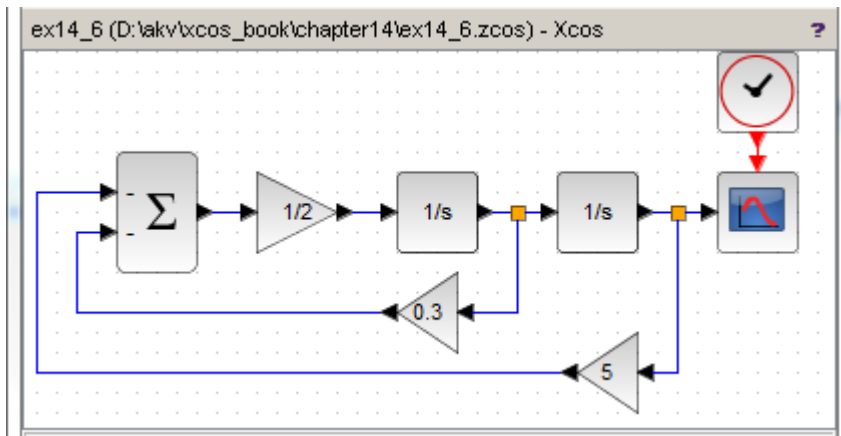 ex14_6 (D:\akv\xcos_book\chapter14\ex14_6.zcos) - Xcos ?
-
-
Σ
1/2
1/s
1/s
0.3
5